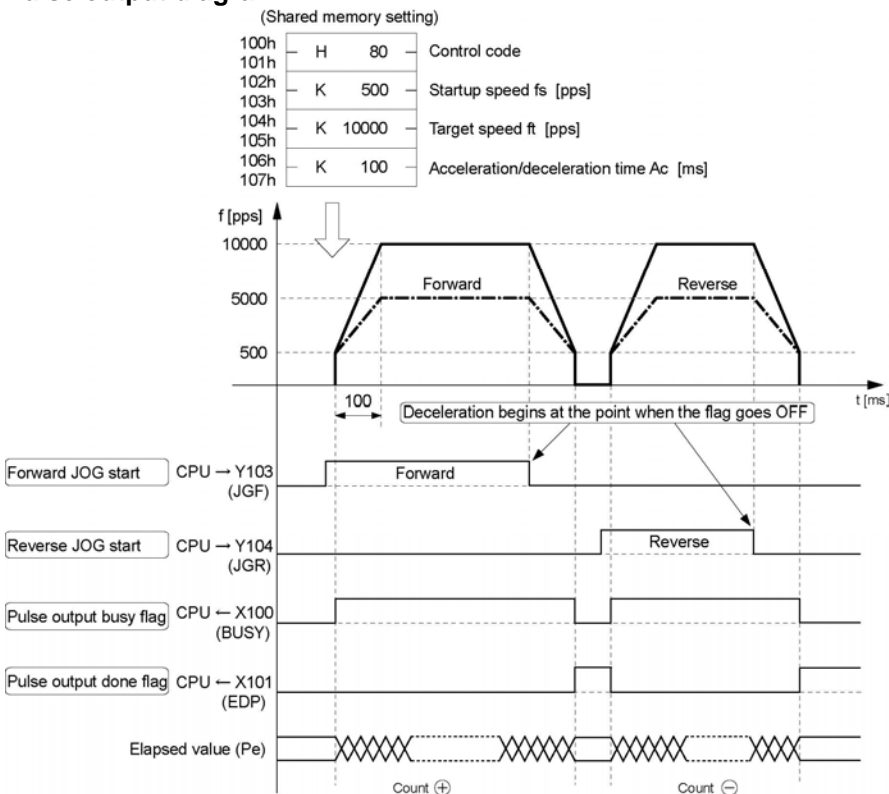 (Shared memory setting)
100h
101h
H 80
Control code
102h
103h
K 500
Startup speed fs [pps]
104h
105h
K 10000
Target speed ft [pps]
106h
107h
K 100
Acceleration/deceleration time Ac [ms]
f [pps]
10000
5000
500
Forward
Reverse
t [ms]
100
Deceleration begins at the point when the flag goes OFF
Forward JOG start
CPU → Y103
(JGF)
Forward
Reverse JOG start
CPU → Y104
(JGR)
Reverse
Pulse output busy flag
CPU ← X100
(BUSY)
Pulse output done flag
CPU ← X101
(EDP)
Elapsed value (Pe)
Count ⊕
Count ⊖